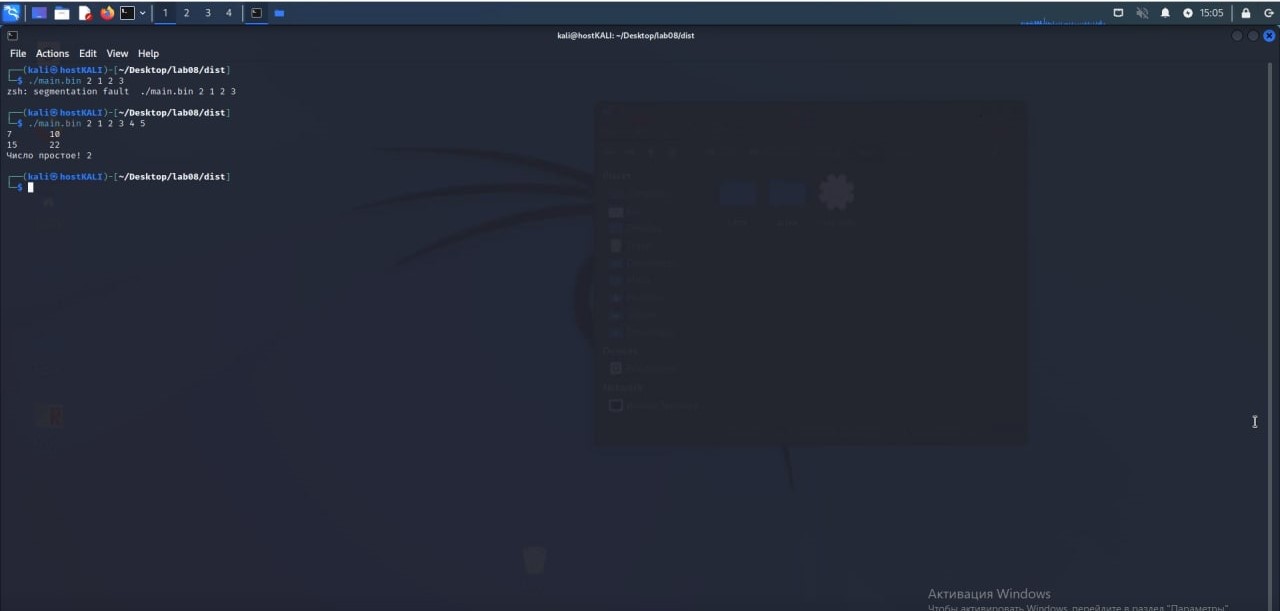 1 2 3 4
15:05
kali@hostKALI: ~/Desktop/lab08/dist
File Actions Edit View Help
┌──(kali㉿hostKALI)-[~/Desktop/lab08/dist]
└─$ ./main.bin 2 1 2 3
zsh: segmentation fault  ./main.bin 2 1 2 3
┌──(kali㉿hostKALI)-[~/Desktop/lab08/dist]
└─$ ./main.bin 2 1 2 3 4 5
7 10
15 22
Число простое! 2
┌──(kali㉿hostKALI)-[~/Desktop/lab08/dist]
└─$
Активация Windows
Чтобы активировать Windows, перейдите в раздел "Параметры".